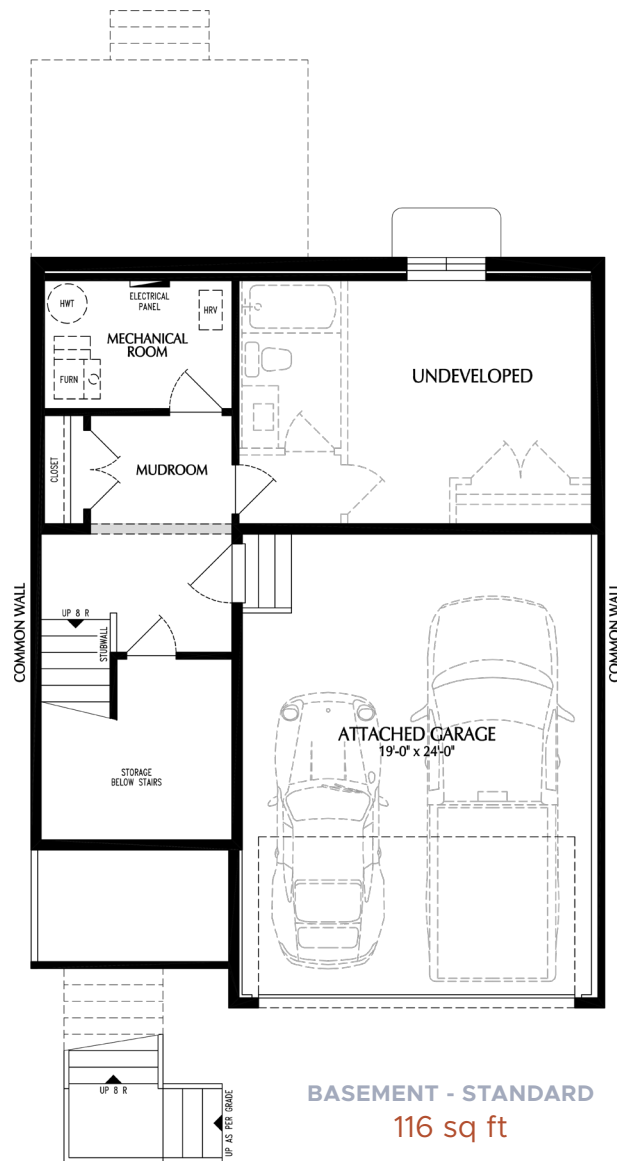 HWT
ELECTRICAL
PANEL
HRV
MECHANICAL
ROOM
FURN
UNDEVELOPED
CLOSET
MUDROOM
COMMON WALL
UP 8 R
STUBWALL
COMMON WALL
ATTACHED GARAGE
19'-0" x 24'-0"
STORAGE
BELOW STAIRS
UP 8 R
UP AS PER GRADE
BASEMENT - STANDARD
116 sq ft